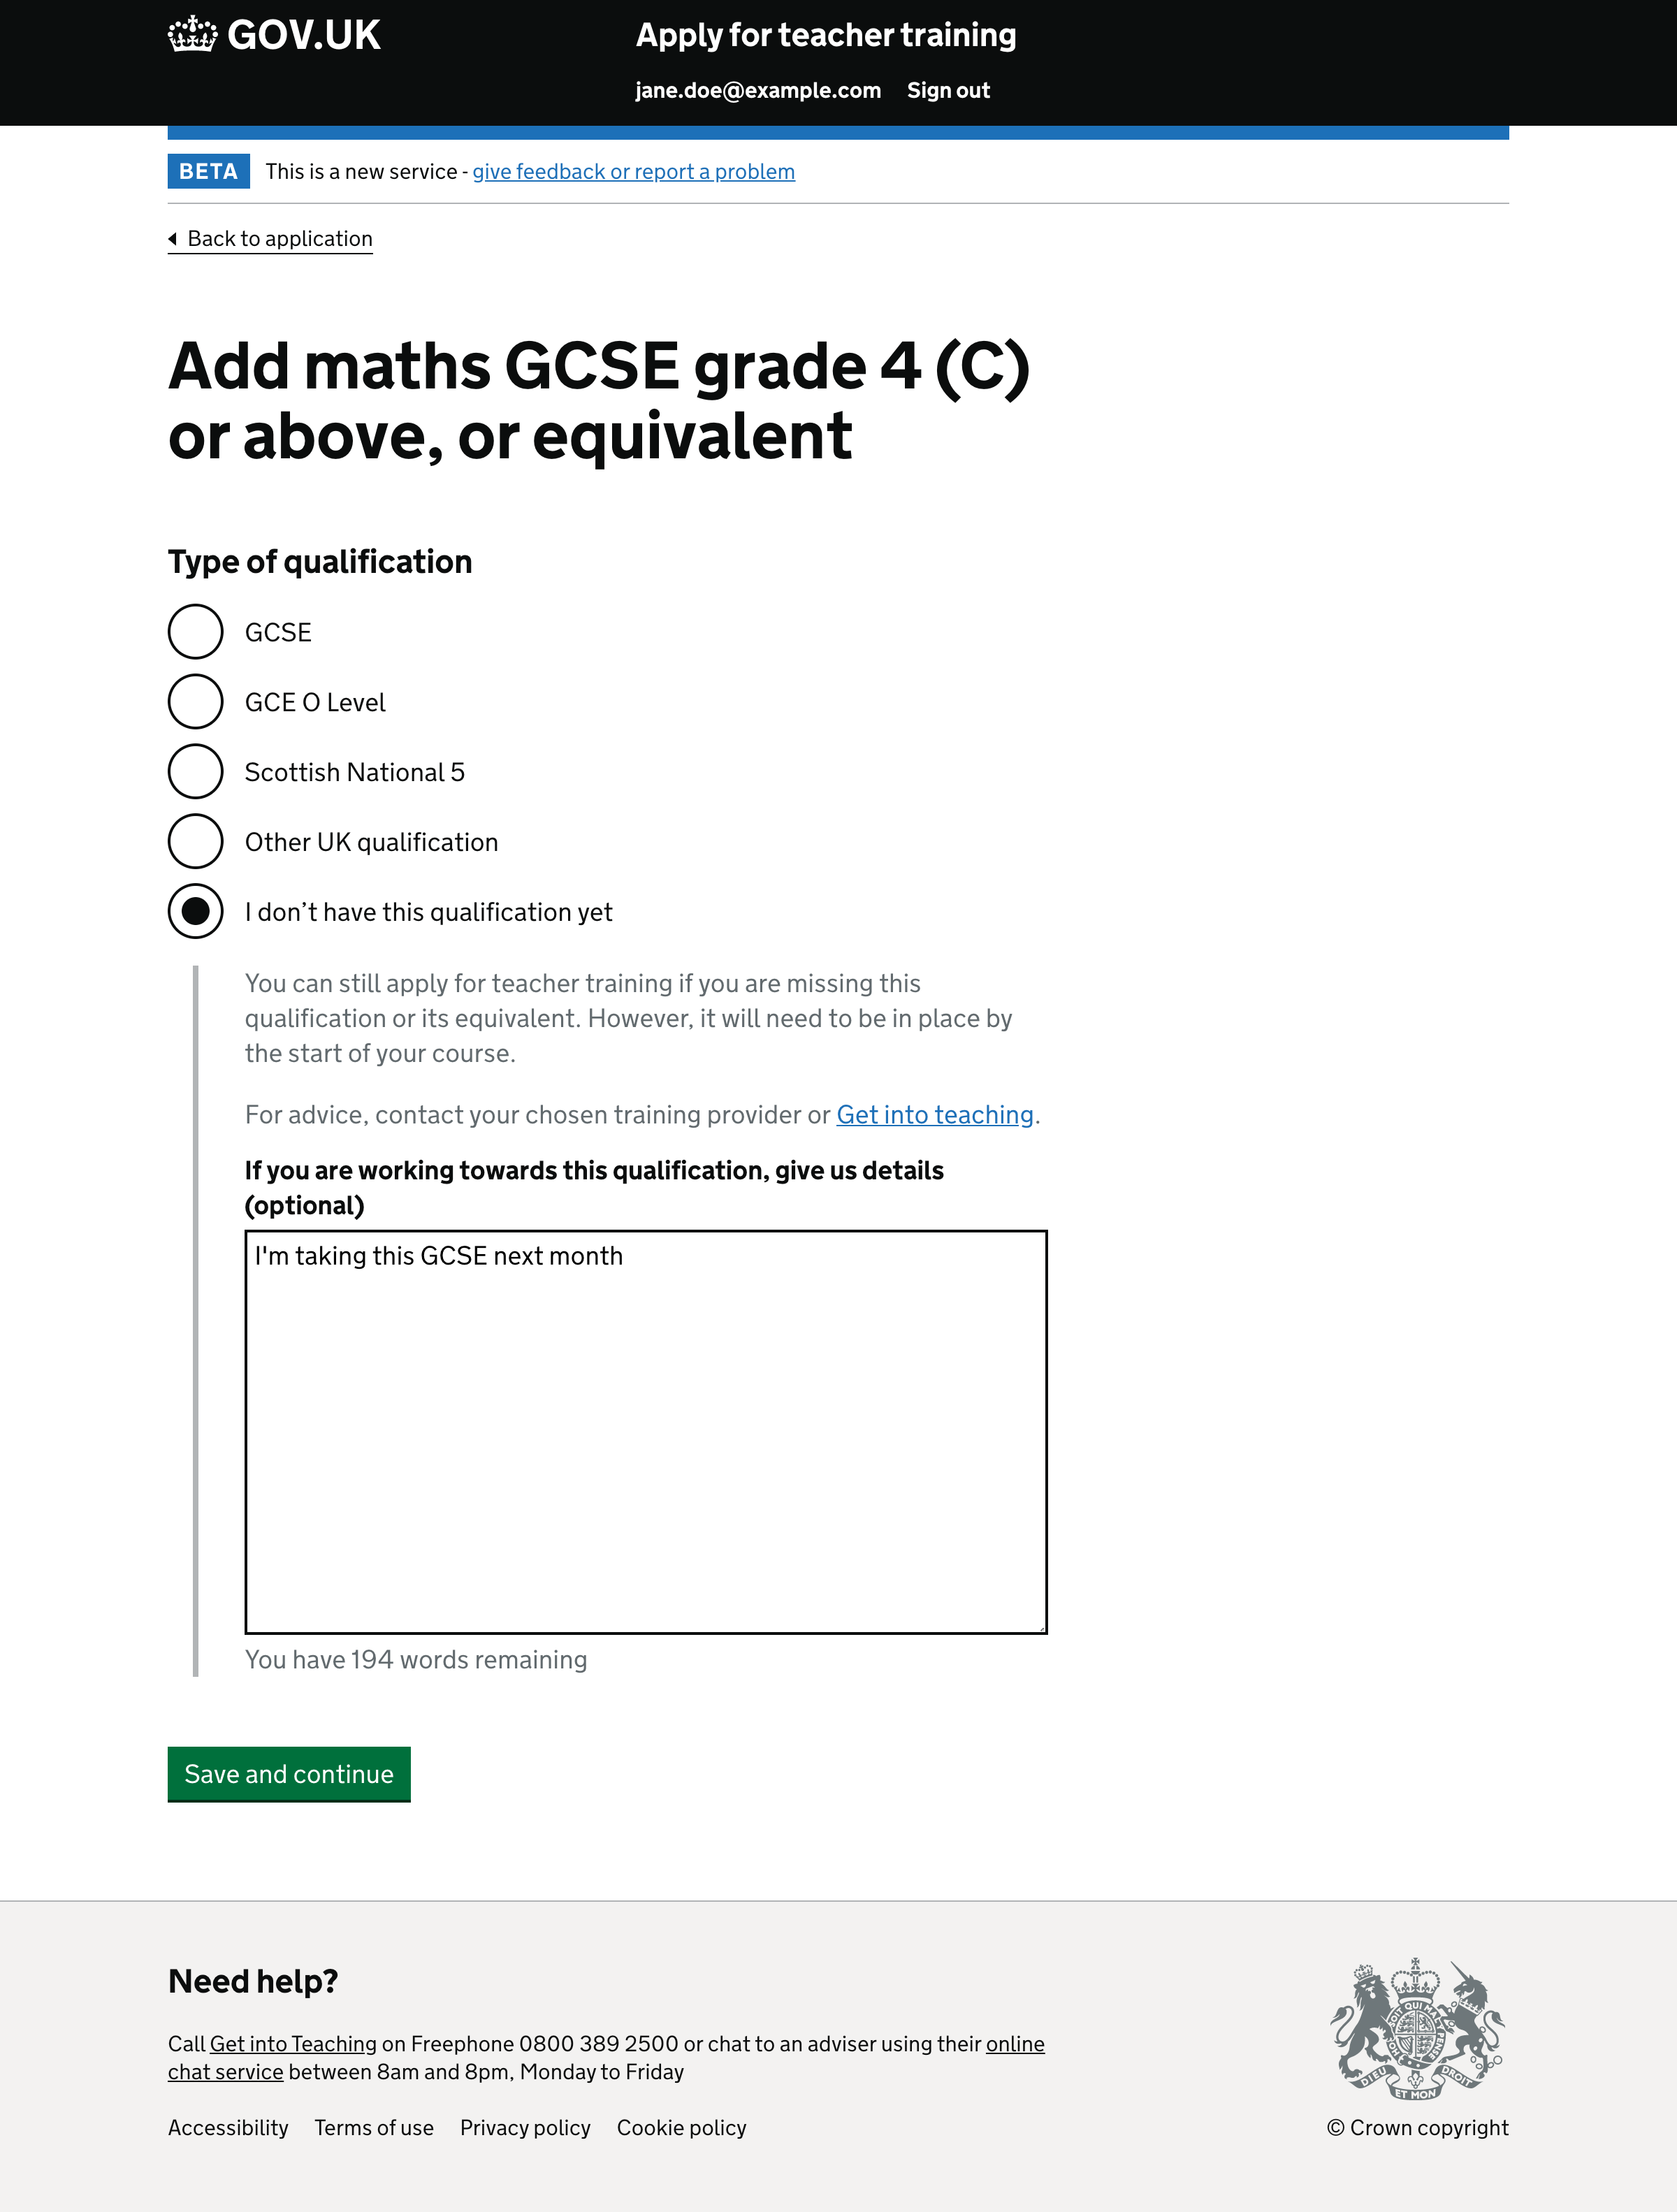 GOV.UK
Apply for teacher training
jane.doe@example.com Sign out
BETA This is a new service - give feedback or report a problem
Back to application
Add maths GCSE grade 4 (C)
or above, or equivalent
Type of qualification
GCSE
GCE O Level
Scottish National 5
Other UK qualification
I don’t have this qualification yet
You can still apply for teacher training if you are missing this
qualification or its equivalent. However, it will need to be in place by
the start of your course.
For advice, contact your chosen training provider or Get into teaching.
If you are working towards this qualification, give us details
(optional)
I'm taking this GCSE next month
You have 194 words remaining
Save and continue
Need help?
Call Get into Teaching on Freephone 0800 389 2500 or chat to an adviser using their online
chat service between 8am and 8pm, Monday to Friday
Accessibility Terms of use Privacy policy Cookie policy
DIEU ET MON DROIT
© Crown copyright